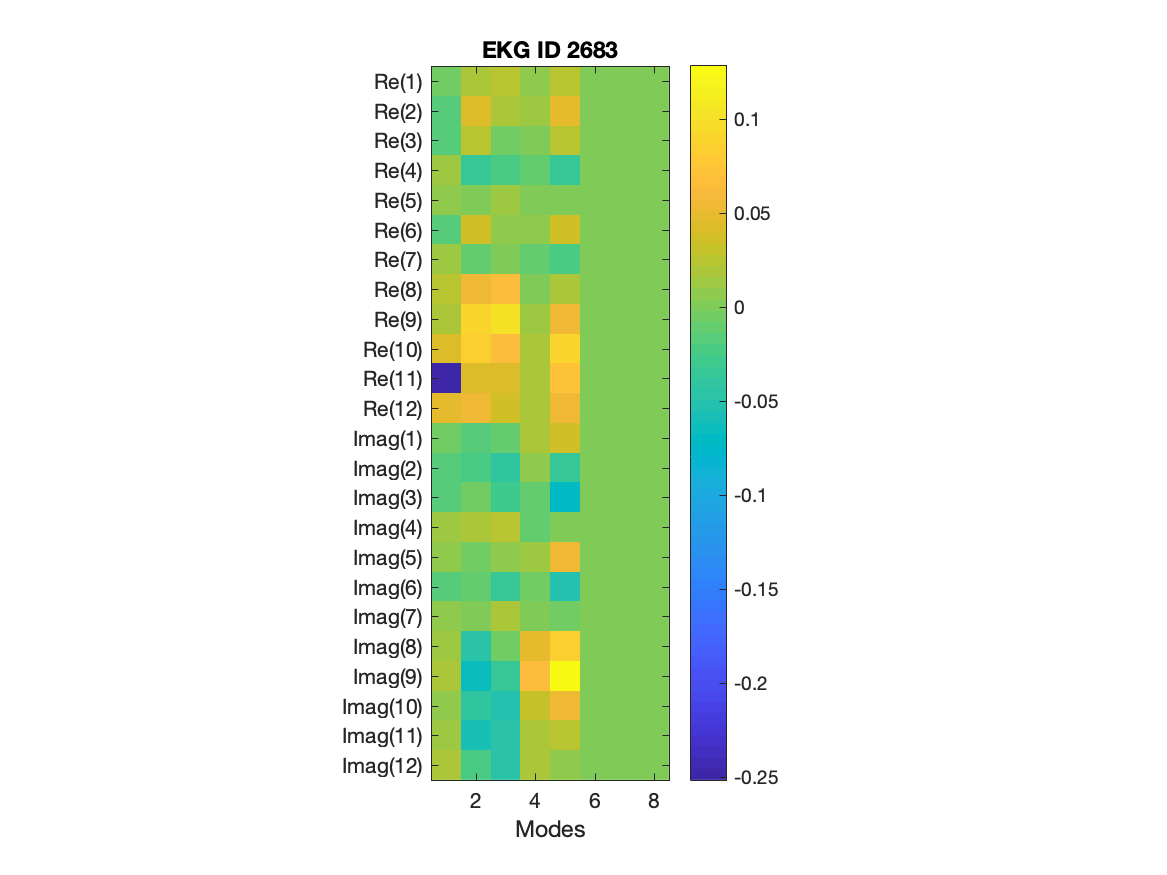 EKG ID 2683
Re(1)
Re(2)
Re(3)
Re(4)
Re(5)
Re(6)
Re(7)
Re(8)
Re(9)
Re(10)
Re(11)
Re(12)
Imag(1)
Imag(2)
Imag(3)
Imag(4)
Imag(5)
Imag(6)
Imag(7)
Imag(8)
Imag(9)
Imag(10)
Imag(11)
Imag(12)
2 4 6 8
Modes
0.1
0.05
0
-0.05
-0.1
-0.15
-0.2
-0.25